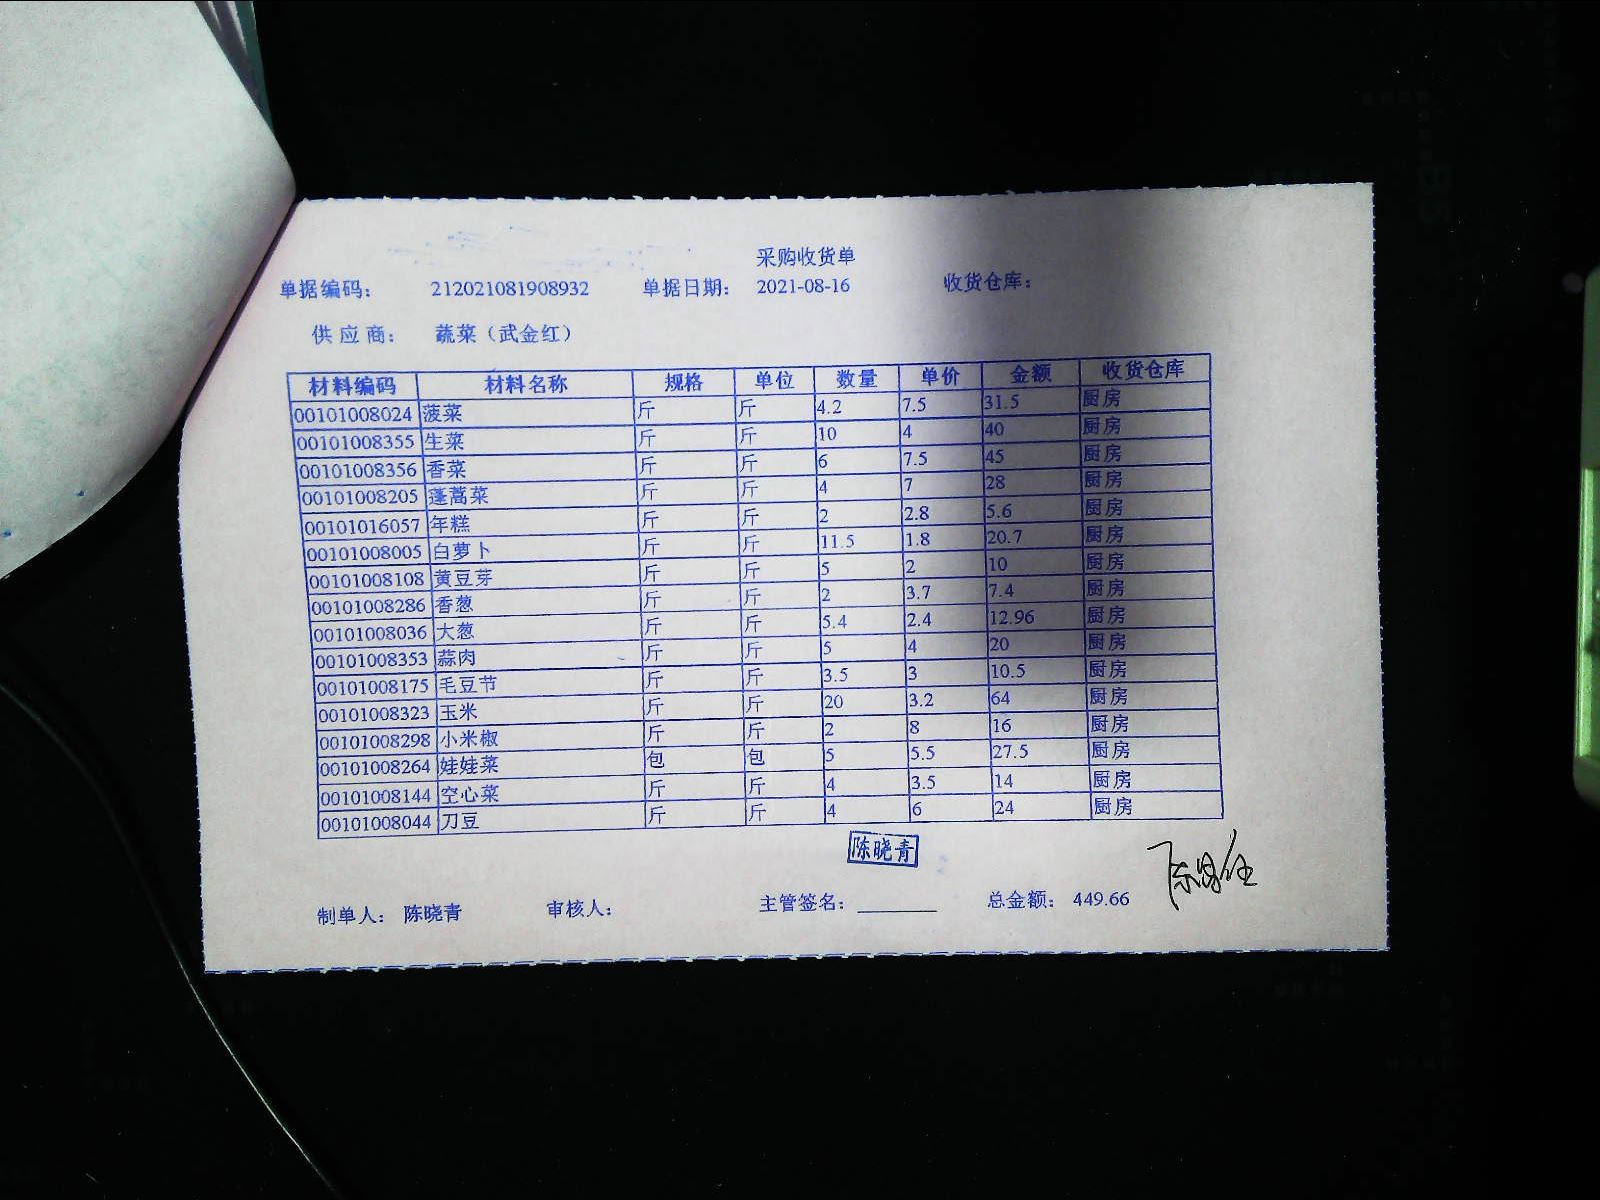 采购收货单
单据编码： 212021081908932 单据日期： 2021-08-16 收货仓库：
供应商： 蔬菜（武金红）
材料编码 材料名称 规格 单位 数量 单价 金额 收货仓库
00101008024 菠菜 斤 斤 4.2 7.5 31.5 厨房
00101008355 生菜 斤 斤 10 4 40 厨房
00101008356 香菜 斤 斤 6 7.5 45 厨房
00101008205 蓬蒿菜 斤 斤 4 7 28 厨房
00101016057 年糕 斤 斤 2 2.8 5.6 厨房
00101008005 白萝卜 斤 斤 11.5 1.8 20.7 厨房
00101008108 黄豆芽 斤 斤 5 2 10 厨房
00101008286 香葱 斤 斤 2 3.7 7.4 厨房
00101008036 大葱 斤 斤 5.4 2.4 12.96 厨房
00101008353 蒜肉 斤 斤 5 4 20 厨房
00101008175 毛豆节 斤 斤 3.5 3 10.5 厨房
00101008323 玉米 斤 斤 20 3.2 64 厨房
00101008298 小米椒 斤 斤 2 8 16 厨房
00101008264 娃娃菜 包 包 5 5.5 27.5 厨房
00101008144 空心菜 斤 斤 4 3.5 14 厨房
00101008044 刀豆 斤 斤 4 6 24 厨房
陈晓青
制单人： 陈晓青 审核人： 主管签名： 总金额： 449.66